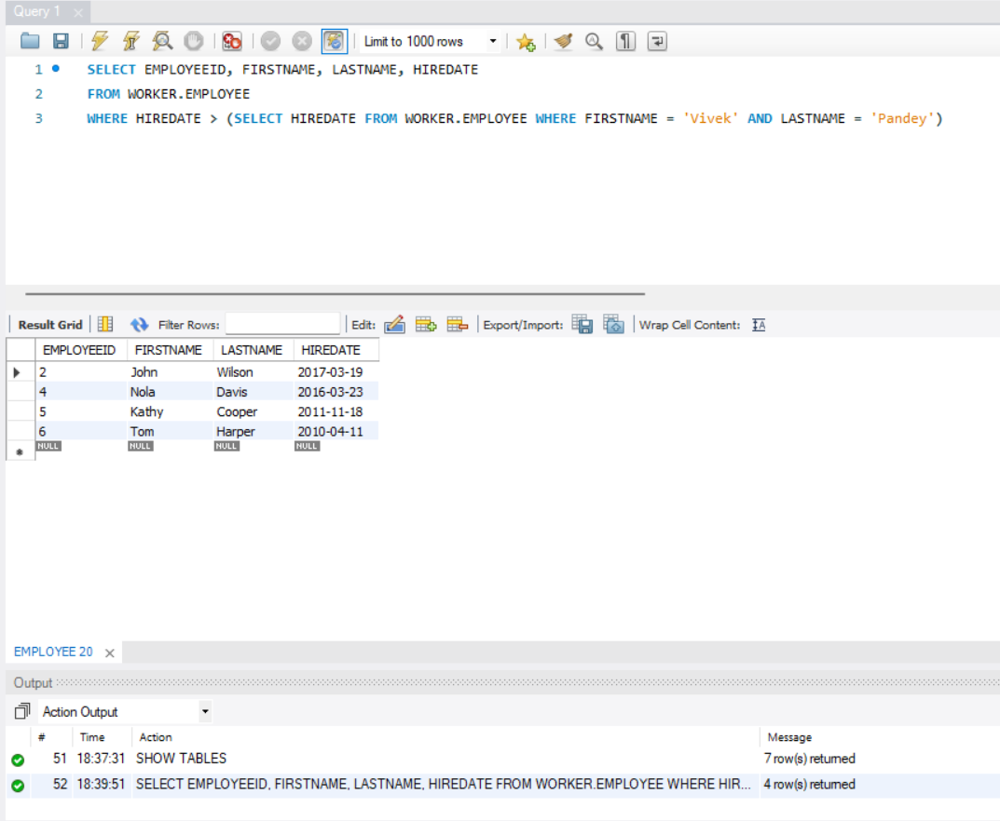 Query 1
Limit to 1000 rows
1 SELECT EMPLOYEEID, FIRSTNAME, LASTNAME, HIREDATE
2 FROM WORKER.EMPLOYEE
3 WHERE HIREDATE > (SELECT HIREDATE FROM WORKER.EMPLOYEE WHERE FIRSTNAME = 'Vivek' AND LASTNAME = 'Pandey')
Result Grid Filter Rows: Edit: Export/Import: Wrap Cell Content: IA
EMPLOYEEID FIRSTNAME LASTNAME HIREDATE
2 John Wilson 2017-03-19
4 Nola Davis 2016-03-23
5 Kathy Cooper 2011-11-18
6 Tom Harper 2010-04-11
NULL NULL NULL NULL
EMPLOYEE 20
Output
Action Output
# Time Action Message
51 18:37:31 SHOW TABLES 7 row(s) returned
52 18:39:51 SELECT EMPLOYEEID, FIRSTNAME, LASTNAME, HIREDATE FROM WORKER.EMPLOYEE WHERE HIR... 4 row(s) returned